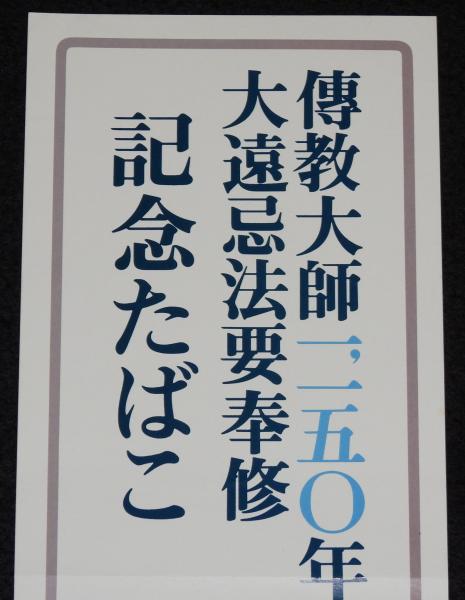 傳教大師一、一五〇年
大遠忌法要奉修
記念たばこ